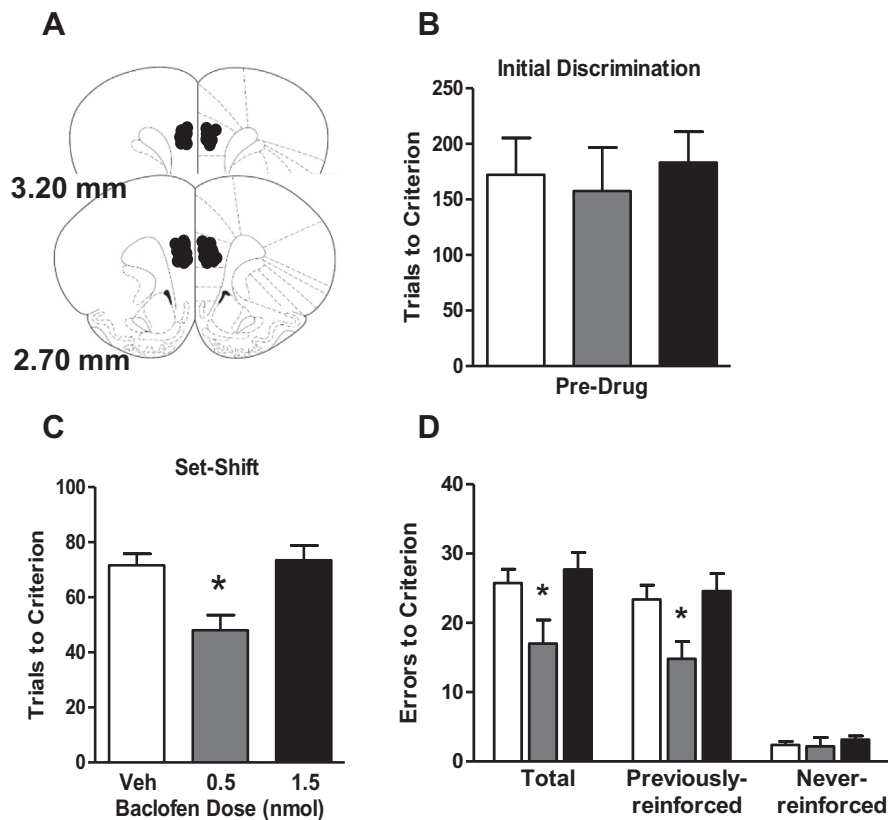 A
3.20 mm
2.70 mm
B
Initial Discrimination
Trials to Criterion
250
200
150
100
50
0
Pre-Drug
C
Set-Shift
Trials to Criterion
100
80
60
40
20
0
*
Veh 0.5 1.5
Baclofen Dose (nmol)
D
Errors to Criterion
40
30
20
10
0
* *
Total Previously- Never-
reinforced reinforced